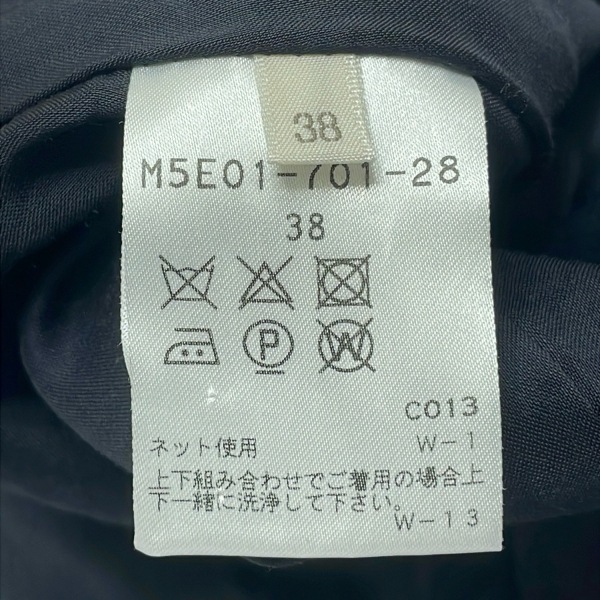 38
M5E01-701-28
38
P
W
C013
ネット使用 W-1
上下組み合わせでご着用の場合上
下一緒に洗浄して下さい。
W-13